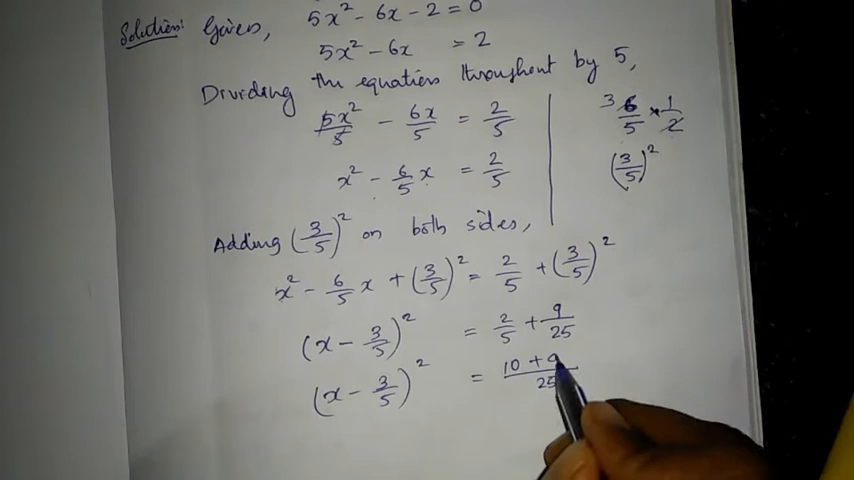 5x² - 6x - 2 = 0
Solution: Given,
5x² - 6x = 2
Dividing the equation throughout by 5,
5x²/5 - 6x/5 = 2/5
6/5 × 1/2 3
x² - 6/5 x = 2/5
(3/5)²
Adding (3/5)² on both sides,
x² - 6/5 x + (3/5)² = 2/5 + (3/5)²
(x - 3/5)² = 2/5 + 9/25
(x - 3/5)² = 10 + 9/25